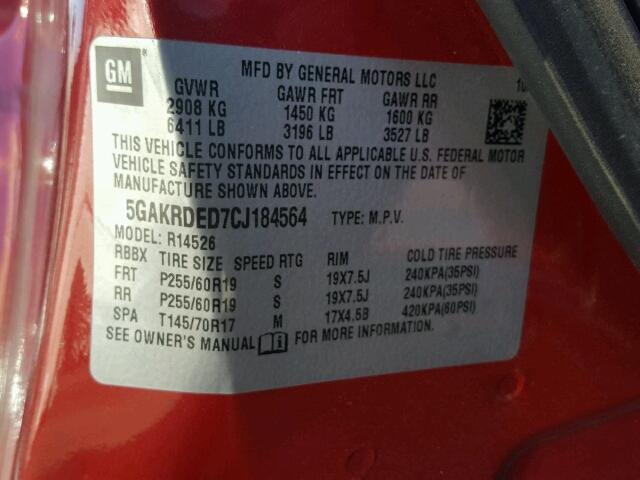 GM
MFD BY GENERAL MOTORS LLC
GVWR GAWR FRT GAWR RR
2908 KG 1450 KG 1600 KG
6411 LB 3196 LB 3527 LB
THIS VEHICLE CONFORMS TO ALL APPLICABLE U.S. FEDERAL MOTOR
VEHICLE SAFETY STANDARDS IN EFFECT ON THE DATE OF
MANUFACTURE SHOWN ABOVE.
5GAKRDED7CJ184564 TYPE: M.P.V.
MODEL: R14526
RBBX TIRE SIZE SPEED RTG RIM COLD TIRE PRESSURE
FRT P255/60R19 S 19X7.5J 240KPA(35PSI)
RR P255/60R19 S 19X7.5J 240KPA(35PSI)
SPA T145/70R17 M 17X4.5B 420KPA(60PSI)
SEE OWNER'S MANUAL FOR MORE INFORMATION.